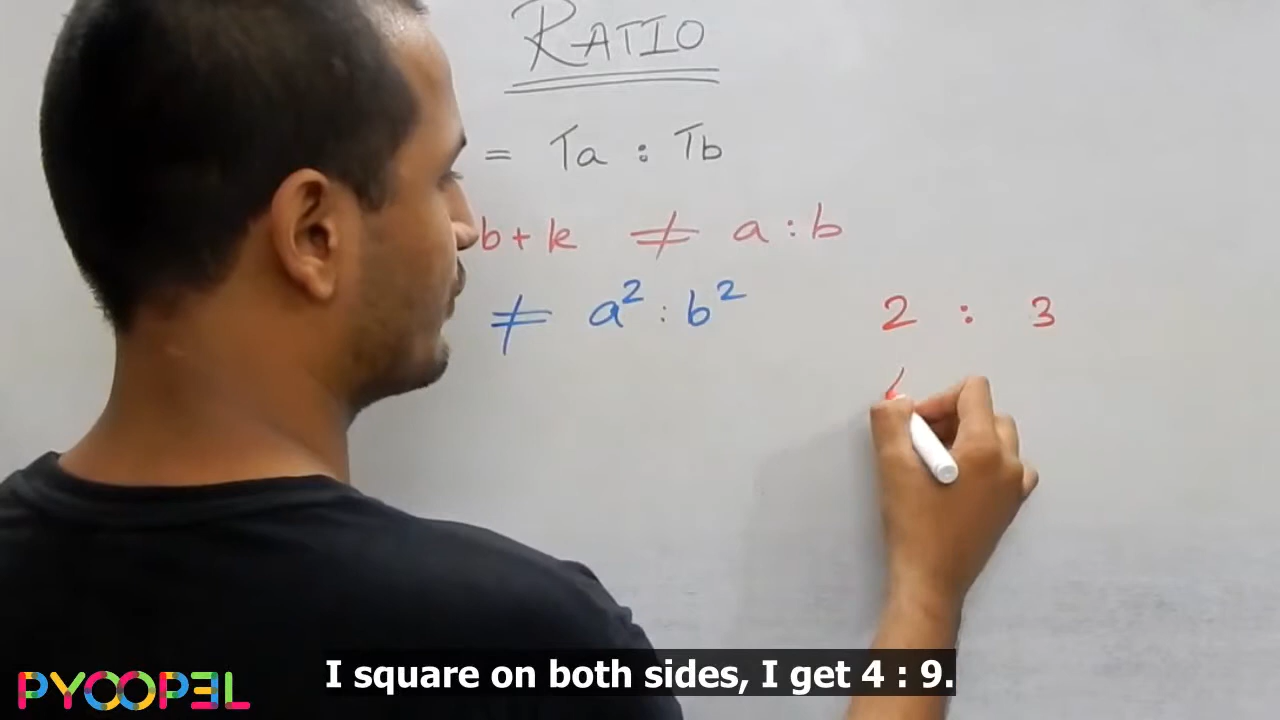 RATIO
= Ta : Tb
b + k ≠ a : b
≠ a² : b²
2 : 3
I square on both sides, I get 4 : 9.
PYOOPEL